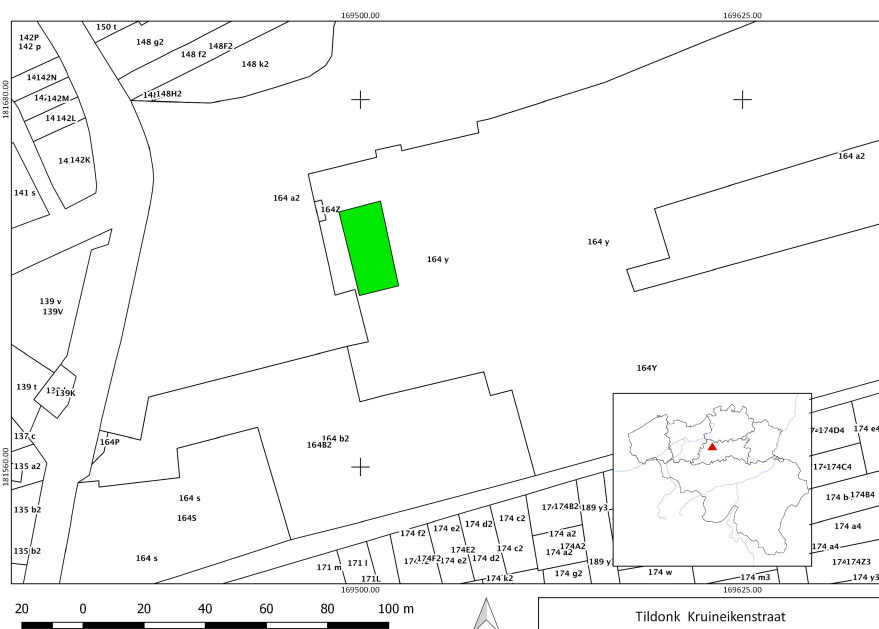 169500.00 169625.00
150 t
142P
142 p
148 g2
148F2
148 f2
148 k2
142N
142M
148H2
181680.00
142L
142K
164 a2
141 s
164 a2
164Z
164 y
164 y
139 v
139V
164Y
139 t
139K
137 c
164P
164 b2
164B2
174D4
174 e4
135 a2
174C4
181560.00
164 s
174B4
135 b2
164S
174B2
189 y3
174 c2
174 d2
174 e2
174 f2
174 a2
174 a4
135 b2
164 s
174E2
174 c2
174A2
174 a2
174 a4
171 m
171 l
174F2
174 e2
174 d2
174Z3
171L
174 k2
174 g2
174 w
174 m3
174 y3
169500.00 169625.00
20 0 20 40 60 80 100 m
Tildonk Kruineikenstraat